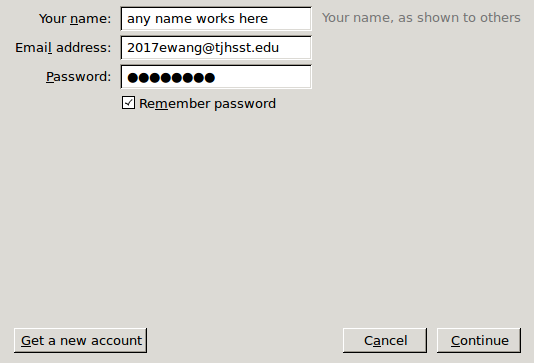 Your name: any name works here Your name, as shown to others
Email address: 2017ewang@tjhsst.edu
Password: ●●●●●●●●
Remember password
Get a new account Cancel Continue